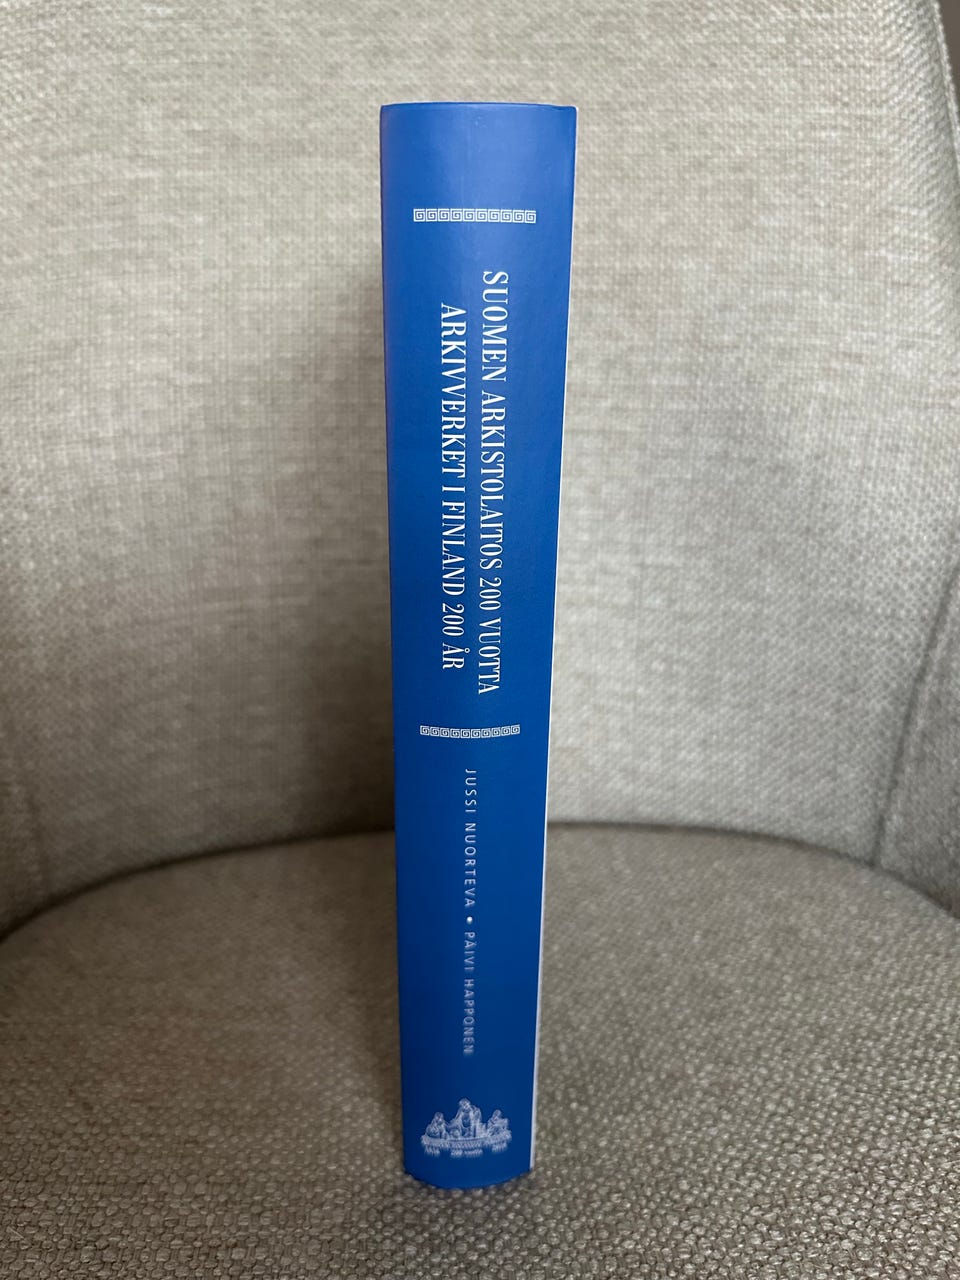 SUOMEN ARKISTOLAITOS 200 VUOTTA
ARKIVVERKET I FINLAND 200 ÅR
JUSSI NUORTEVA • PÄIVI HAPPONEN